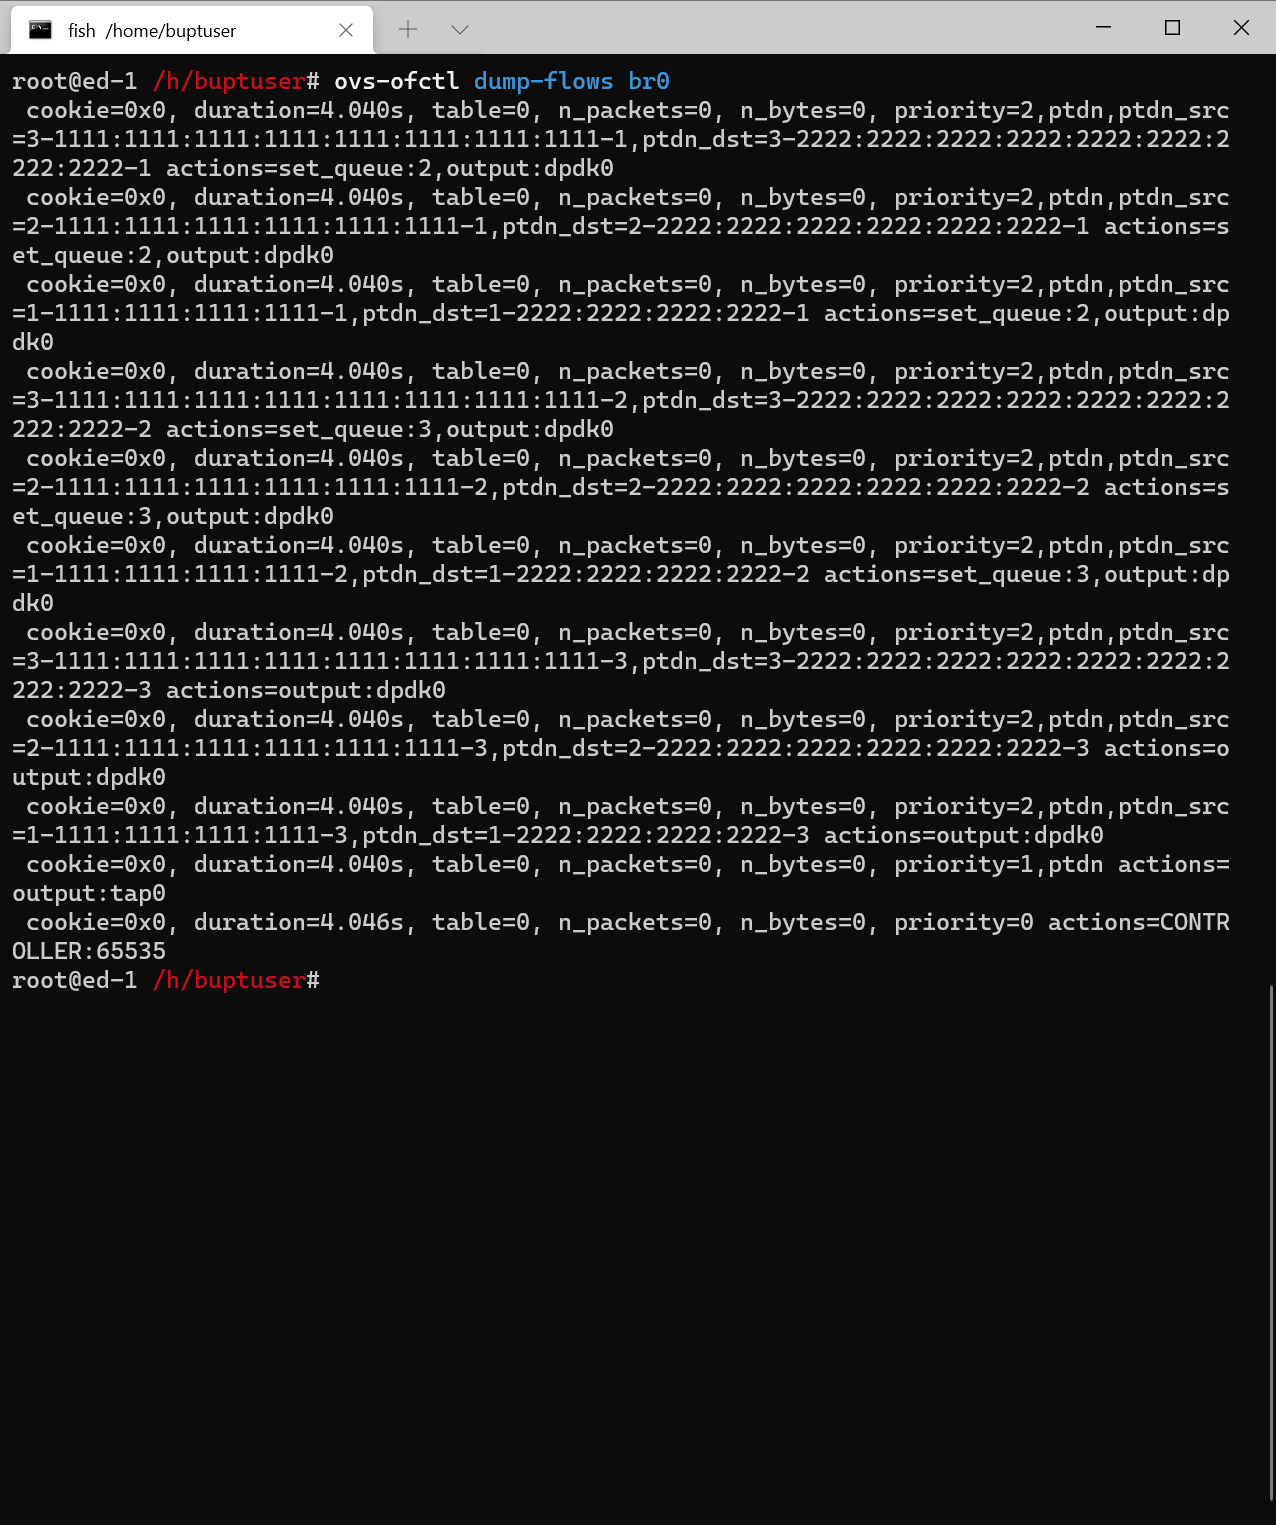 fish /home/buptuser
root@ed-1 /h/buptuser# ovs-ofctl dump-flows br0
cookie=0x0, duration=4.040s, table=0, n_packets=0, n_bytes=0, priority=2,ptdn,ptdn_src
=3-1111:1111:1111:1111:1111:1111:1111:1111-1,ptdn_dst=3-2222:2222:2222:2222:2222:2222:2
222:2222-1 actions=set_queue:2,output:dpdk0
cookie=0x0, duration=4.040s, table=0, n_packets=0, n_bytes=0, priority=2,ptdn,ptdn_src
=2-1111:1111:1111:1111:1111:1111-1,ptdn_dst=2-2222:2222:2222:2222:2222:2222-1 actions=s
et_queue:2,output:dpdk0
cookie=0x0, duration=4.040s, table=0, n_packets=0, n_bytes=0, priority=2,ptdn,ptdn_src
=1-1111:1111:1111:1111-1,ptdn_dst=1-2222:2222:2222:2222-1 actions=set_queue:2,output:dp
dk0
cookie=0x0, duration=4.040s, table=0, n_packets=0, n_bytes=0, priority=2,ptdn,ptdn_src
=3-1111:1111:1111:1111:1111:1111:1111:1111-2,ptdn_dst=3-2222:2222:2222:2222:2222:2222:2
222:2222-2 actions=set_queue:3,output:dpdk0
cookie=0x0, duration=4.040s, table=0, n_packets=0, n_bytes=0, priority=2,ptdn,ptdn_src
=2-1111:1111:1111:1111:1111:1111-2,ptdn_dst=2-2222:2222:2222:2222:2222:2222-2 actions=s
et_queue:3,output:dpdk0
cookie=0x0, duration=4.040s, table=0, n_packets=0, n_bytes=0, priority=2,ptdn,ptdn_src
=1-1111:1111:1111:1111-2,ptdn_dst=1-2222:2222:2222:2222-2 actions=set_queue:3,output:dp
dk0
cookie=0x0, duration=4.040s, table=0, n_packets=0, n_bytes=0, priority=2,ptdn,ptdn_src
=3-1111:1111:1111:1111:1111:1111:1111:1111-3,ptdn_dst=3-2222:2222:2222:2222:2222:2222:2
222:2222-3 actions=output:dpdk0
cookie=0x0, duration=4.040s, table=0, n_packets=0, n_bytes=0, priority=2,ptdn,ptdn_src
=2-1111:1111:1111:1111:1111:1111-3,ptdn_dst=2-2222:2222:2222:2222:2222:2222-3 actions=o
utput:dpdk0
cookie=0x0, duration=4.040s, table=0, n_packets=0, n_bytes=0, priority=2,ptdn,ptdn_src
=1-1111:1111:1111:1111-3,ptdn_dst=1-2222:2222:2222:2222-3 actions=output:dpdk0
cookie=0x0, duration=4.040s, table=0, n_packets=0, n_bytes=0, priority=1,ptdn actions=
output:tap0
cookie=0x0, duration=4.046s, table=0, n_packets=0, n_bytes=0, priority=0 actions=CONTR
OLLER:65535
root@ed-1 /h/buptuser#